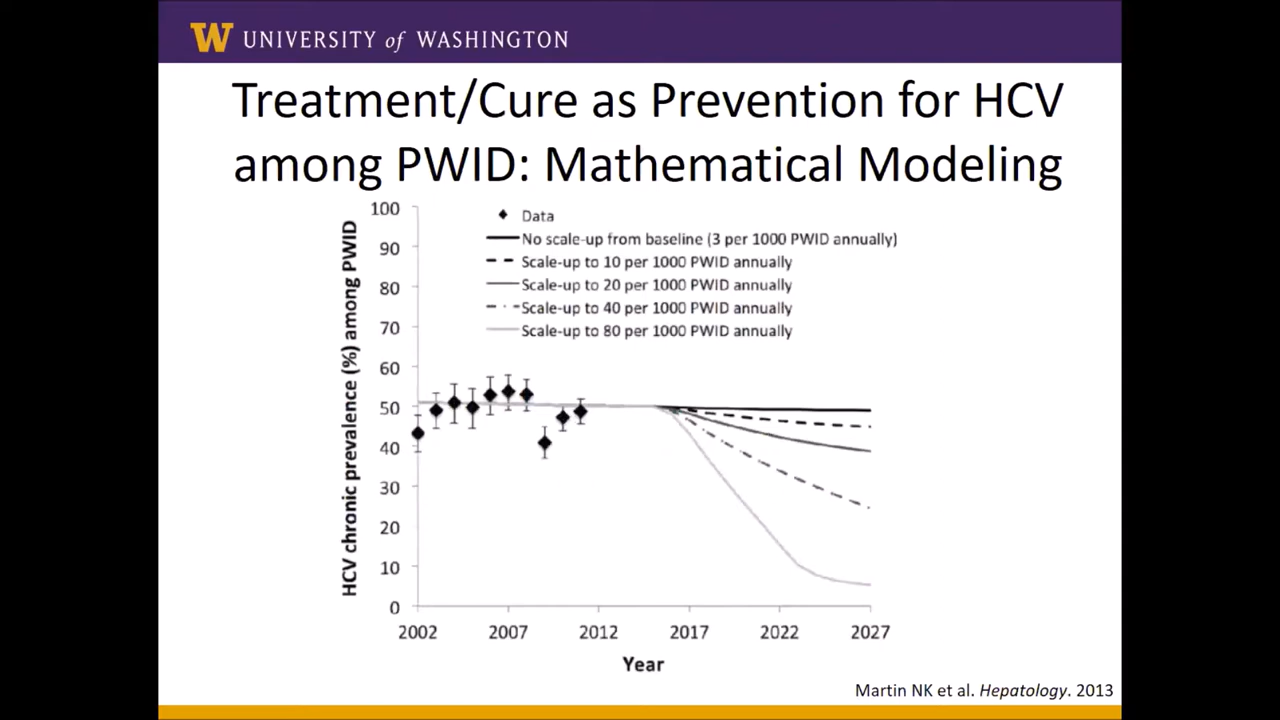 W UNIVERSITY of WASHINGTON
Treatment/Cure as Prevention for HCV
among PWID: Mathematical Modeling
HCV chronic prevalence (%) among PWID
100
90
80
70
60
50
40
30
20
10
0
Data
No scale-up from baseline (3 per 1000 PWID annually)
Scale-up to 10 per 1000 PWID annually
Scale-up to 20 per 1000 PWID annually
Scale-up to 40 per 1000 PWID annually
Scale-up to 80 per 1000 PWID annually
2002 2007 2012 2017 2022 2027
Year
Martin NK et al. Hepatology. 2013